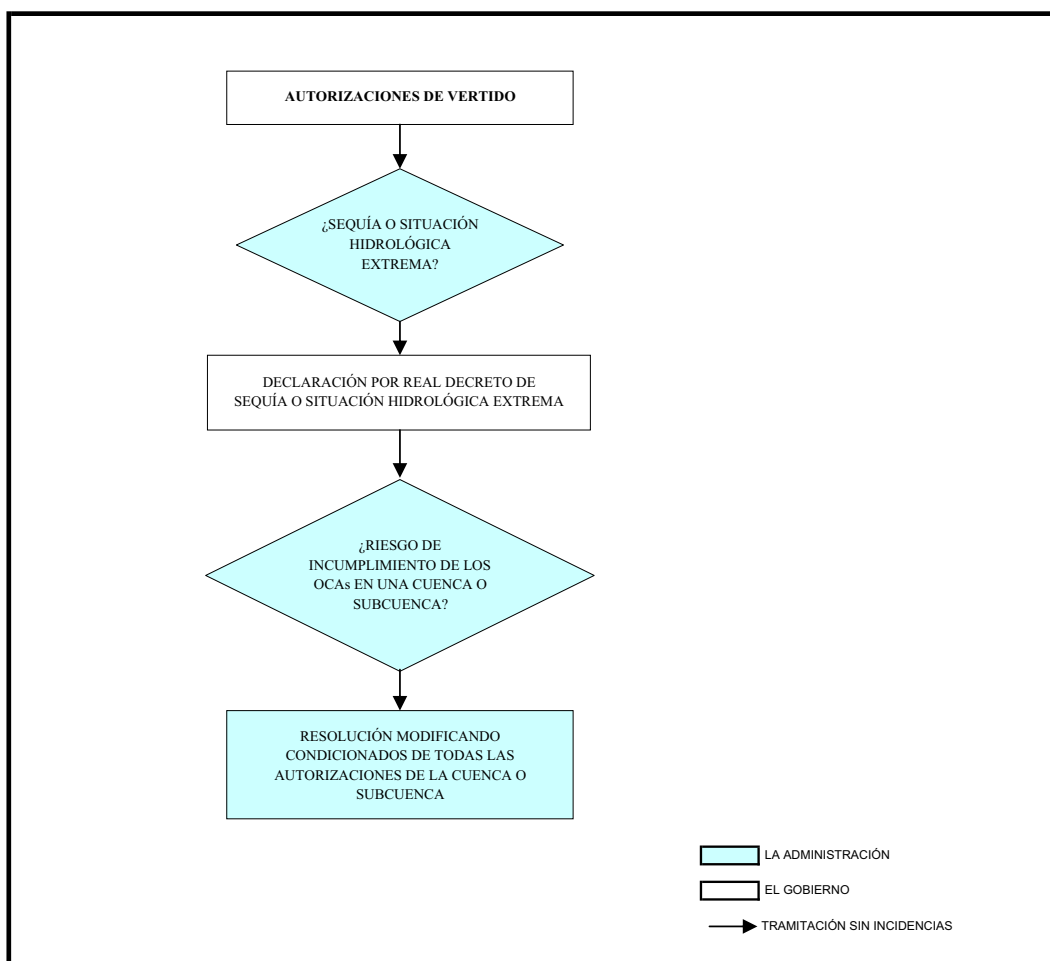 AUTORIZACIONES DE VERTIDO
¿SEQUÍA O SITUACIÓN
HIDROLÓGICA
EXTREMA?
DECLARACIÓN POR REAL DECRETO DE
SEQUÍA O SITUACIÓN HIDROLÓGICA EXTREMA
¿RIESGO DE
INCUMPLIMIENTO DE LOS
OCAs EN UNA CUENCA O
SUBCUENCA?
RESOLUCIÓN MODIFICANDO
CONDICIONADOS DE TODAS LAS
AUTORIZACIONES DE LA CUENCA O
SUBCUENCA
LA ADMINISTRACIÓN
EL GOBIERNO
TRAMITACIÓN SIN INCIDENCIAS